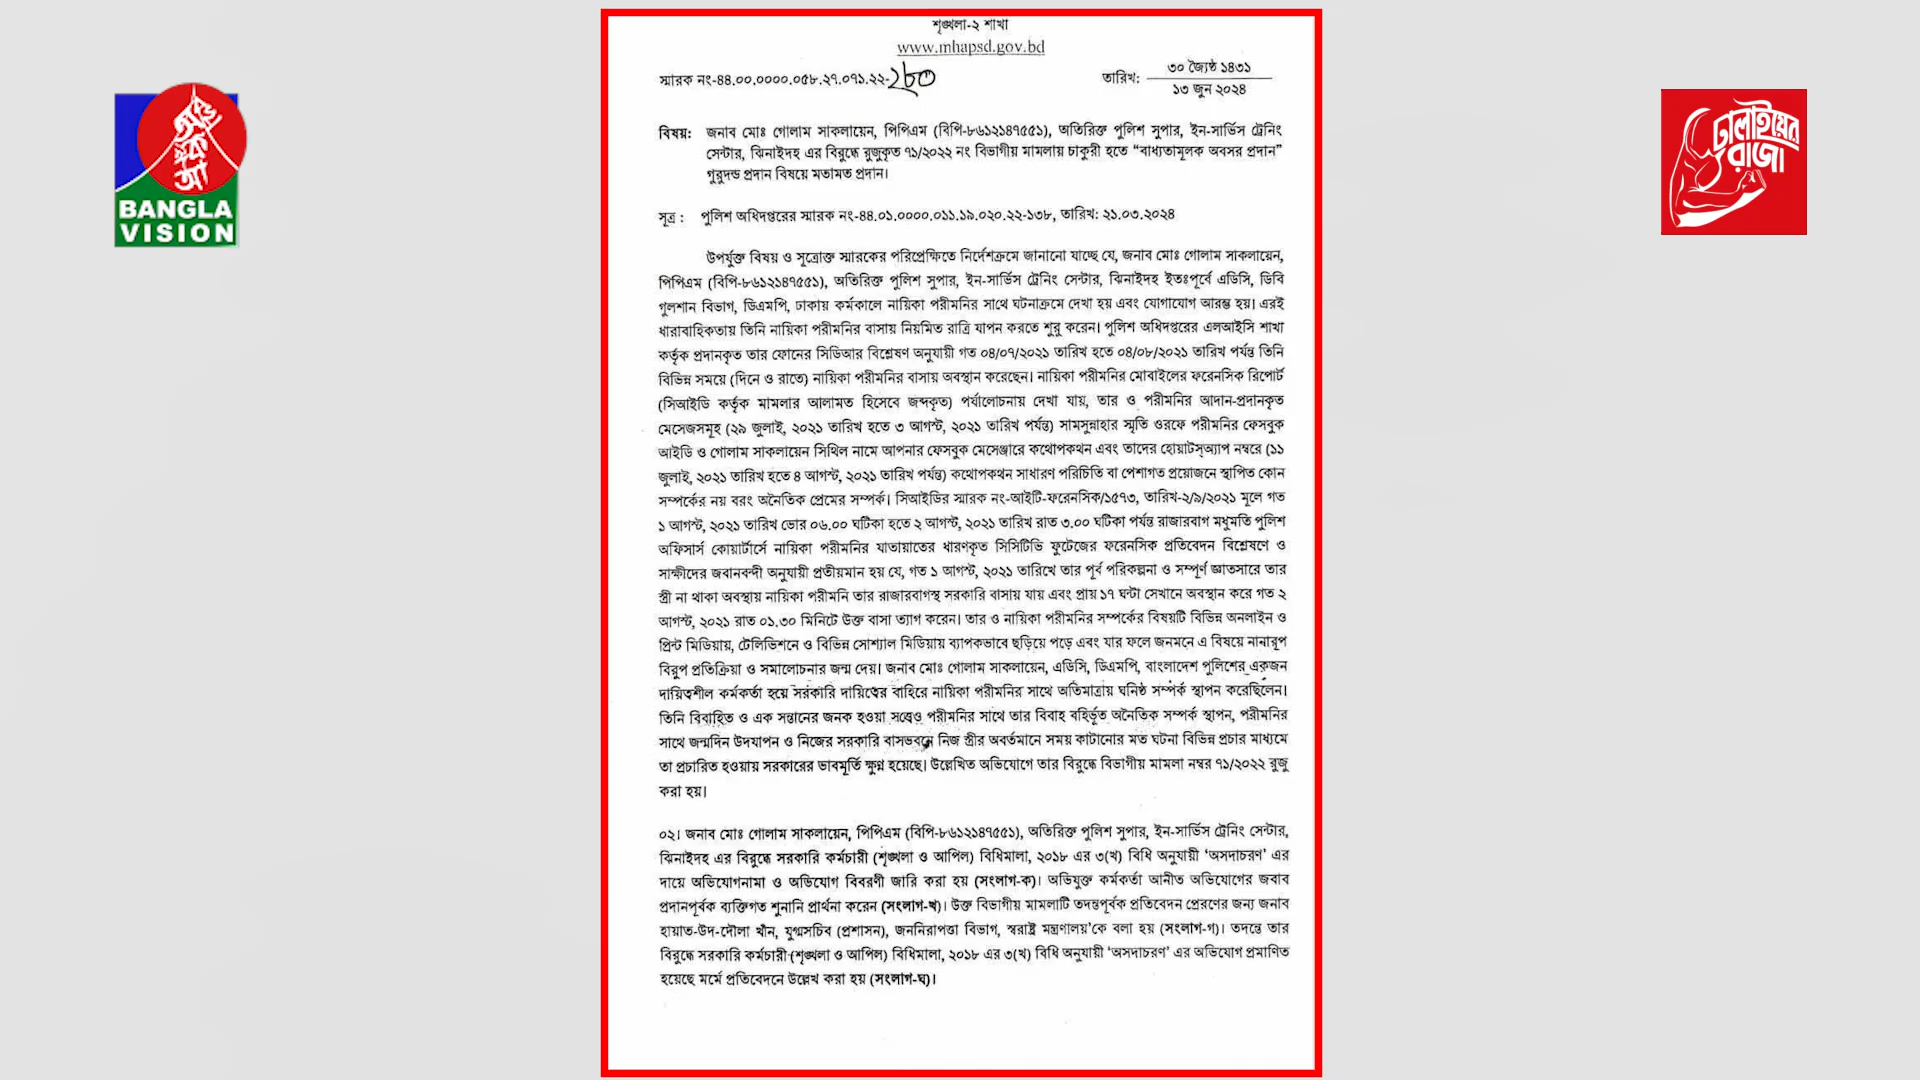 শৃঙ্খলা-২ শাখা
www.mhapsd.gov.bd
স্মারক নং-৪৪.০০.০০০০.০৫৮.২৭.০৭১.২২-২৮৩
তারিখ: ৩০ জ্যৈষ্ঠ ১৪৩১
১৩ জুন ২০২৪
বিষয়: জনাব মোঃ গোলাম সাকলায়েন, পিপিএম (বিপি-৮৬১২১৪৭৫৫১), অতিরিক্ত পুলিশ সুপার, ইন-সার্ভিস ট্রেনিং
সেন্টার, ঝিনাইদহ এর বিরুদ্ধে রুজুকৃত ৭১/২০২২ নং বিভাগীয় মামলায় চাকুরী হতে “বাধ্যতামূলক অবসর প্রদান”
গুরুদন্ড প্রদান বিষয়ে মতামত প্রদান।
সূত্র : পুলিশ অধিদপ্তরের স্মারক নং-৪৪.০১.০০০০.০১১.১৯.০২০.২২-১৩৮, তারিখ: ২১.০৩.২০২৪
উপর্যুক্ত বিষয় ও সূত্রোক্ত স্মারকের পরিপ্রেক্ষিতে নির্দেশক্রমে জানানো যাচ্ছে যে, জনাব মোঃ গোলাম সাকলায়েন,
পিপিএম (বিপি-৮৬১২১৪৭৫৫১), অতিরিক্ত পুলিশ সুপার, ইন-সার্ভিস ট্রেনিং সেন্টার, ঝিনাইদহ ইতঃপূর্বে এডিসি, ডিবি
গুলশান বিভাগ, ডিএমপি, ঢাকায় কর্মকালে নায়িকা পরীমনির সাথে ঘটনাক্রমে দেখা হয় এবং যোগাযোগ আরম্ভ হয়। এরই
ধারাবাহিকতায় তিনি নায়িকা পরীমনির বাসায় নিয়মিত রাত্রি যাপন করতে শুরু করেন। পুলিশ অধিদপ্তরের এলআইসি শাখা
কর্তৃক প্রদানকৃত তার ফোনের সিডিআর বিশ্লেষণ অনুযায়ী গত ০৪/০৭/২০২১ তারিখ হতে ০৪/০৮/২০২১ তারিখ পর্যন্ত তিনি
বিভিন্ন সময়ে (দিনে ও রাতে) নায়িকা পরীমনির বাসায় অবস্থান করেছেন। নায়িকা পরীমনির মোবাইলের ফরেনসিক রিপোর্ট
(সিআইডি কর্তৃক মামলার আলামত হিসেবে জব্দকৃত) পর্যালোচনায় দেখা যায়, তার ও পরীমনির আদান-প্রদানকৃত
মেসেজসমূহ (২৯ জুলাই, ২০২১ তারিখ হতে ৩ আগস্ট, ২০২১ তারিখ পর্যন্ত) সামসুন্নাহার স্মৃতি ওরফে পরীমনির ফেসবুক
আইডি ও গোলাম সাকলায়েন সিথিল নামে আপনার ফেসবুক মেসেঞ্জারে কথোপকথন এবং তাদের হোয়াটস্অ্যাপ নম্বরে (১১
জুলাই, ২০২১ তারিখ হতে ৪ আগস্ট, ২০২১ তারিখ পর্যন্ত) কথোপকথন সাধারণ পরিচিতি বা পেশাগত প্রয়োজনে স্থাপিত কোন
সম্পর্কের নয় বরং অনৈতিক প্রেমের সম্পর্ক। সিআইডির স্মারক নং-আইটি-ফরেনসিক/১৫৭৩, তারিখ-২/৯/২০২১ মূলে গত
১ আগস্ট, ২০২১ তারিখ ভোর ০৬.০০ ঘটিকা হতে ২ আগস্ট, ২০২১ তারিখ রাত ৩.০০ ঘটিকা পর্যন্ত রাজারবাগ মধুমতি পুলিশ
অফিসার্স কোয়ার্টার্সে নায়িকা পরীমনির যাতায়াতের ধারণকৃত সিসিটিভি ফুটেজের ফরেনসিক প্রতিবেদন বিশ্লেষণে ও
সাক্ষীদের জবানবন্দী অনুযায়ী প্রতীয়মান হয় যে, গত ১ আগস্ট, ২০২১ তারিখে তার পূর্ব পরিকল্পনা ও সম্পূর্ণ জ্ঞাতসারে তার
স্ত্রী না থাকা অবস্থায় নায়িকা পরীমনি তার রাজারবাগস্থ সরকারি বাসায় যায় এবং প্রায় ১৭ ঘন্টা সেখানে অবস্থান করে গত ২
আগস্ট, ২০২১ রাত ০১.৩০ মিনিটে উক্ত বাসা ত্যাগ করেন। তার ও নায়িকা পরীমনির সম্পর্কের বিষয়টি বিভিন্ন অনলাইন ও
প্রিন্ট মিডিয়ায়, টেলিভিশনে ও বিভিন্ন সোশ্যাল মিডিয়ায় ব্যাপকভাবে ছড়িয়ে পড়ে এবং যার ফলে জনমনে এ বিষয়ে নানারূপ
বিরুপ প্রতিক্রিয়া ও সমালোচনার জন্ম দেয়। জনাব মোঃ গোলাম সাকলায়েন, এডিসি, ডিএমপি, বাংলাদেশ পুলিশের একজন
দায়িত্বশীল কর্মকর্তা হয়ে সরকারি দায়িত্বের বাহিরে নায়িকা পরীমনির সাথে অতিমাত্রায় ঘনিষ্ঠ সম্পর্ক স্থাপন করেছিলেন।
তিনি বিবাহিত ও এক সন্তানের জনক হওয়া সত্ত্বেও পরীমনির সাথে তার বিবাহ বহির্ভূত অনৈতিক সম্পর্ক স্থাপন, পরীমনির
সাথে জন্মদিন উদযাপন ও নিজের সরকারি বাসভবনে নিজ স্ত্রীর অবর্তমানে সময় কাটানোর মত ঘটনা বিভিন্ন প্রচার মাধ্যমে
তা প্রচারিত হওয়ায় সরকারের ভাবমূর্তি ক্ষুন্ন হয়েছে। উল্লেখিত অভিযোগে তার বিরুদ্ধে বিভাগীয় মামলা নম্বর ৭১/২০২২ রুজু
করা হয়।
০২। জনাব মোঃ গোলাম সাকলায়েন, পিপিএম (বিপি-৮৬১২১৪৭৫৫১), অতিরিক্ত পুলিশ সুপার, ইন-সার্ভিস ট্রেনিং সেন্টার,
ঝিনাইদহ এর বিরুদ্ধে সরকারি কর্মচারী (শৃঙ্খলা ও আপিল) বিধিমালা, ২০১৮ এর ৩(খ) বিধি অনুযায়ী ‘অসদাচরণ’ এর
দায়ে অভিযোগনামা ও অভিযোগ বিবরণী জারি করা হয় (সংলাগ-ক)। অভিযুক্ত কর্মকর্তা আনীত অভিযোগের জবাব
প্রদানপূর্বক ব্যক্তিগত শুনানি প্রার্থনা করেন (সংলাগ-খ)। উক্ত বিভাগীয় মামলাটি তদন্তপূর্বক প্রতিবেদন প্রেরণের জন্য জনাব
হায়াত-উদ-দৌলা খাঁন, যুগ্মসচিব (প্রশাসন), জননিরাপত্তা বিভাগ, স্বরাষ্ট্র মন্ত্রণালয়’কে বলা হয় (সংলাগ-গ)। তদন্তে তার
বিরুদ্ধে সরকারি কর্মচারী (শৃঙ্খলা ও আপিল) বিধিমালা, ২০১৮ এর ৩(খ) বিধি অনুযায়ী ‘অসদাচরণ’ এর অভিযোগ প্রমাণিত
হয়েছে মর্মে প্রতিবেদনে উল্লেখ করা হয় (সংলাগ-ঘ)।
BANGLA
VISION
ঢালাইয়ের
রাজা